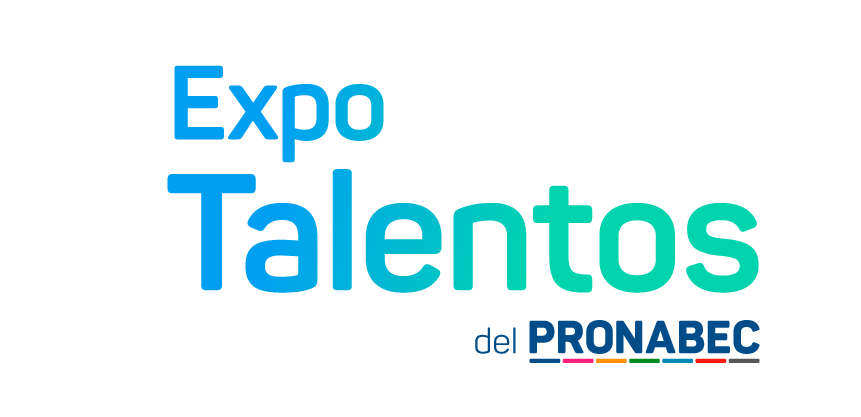 Expo
Talentos
del PRONABEC